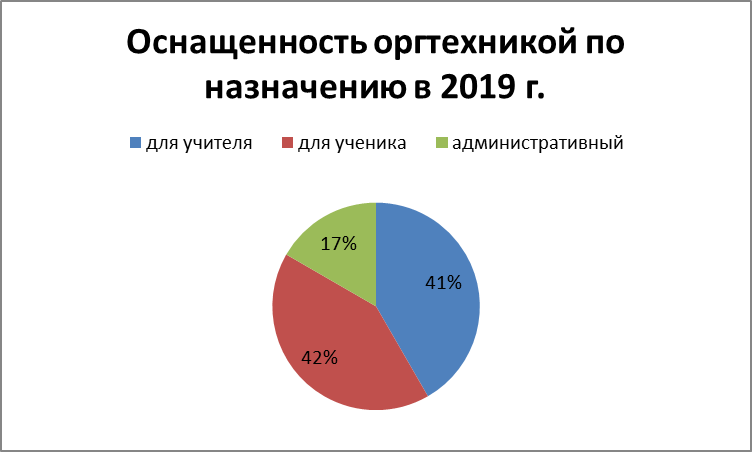 Оснащенность оргтехникой по
назначению в 2019 г.
для учителя для ученика административный
17%
41%
42%